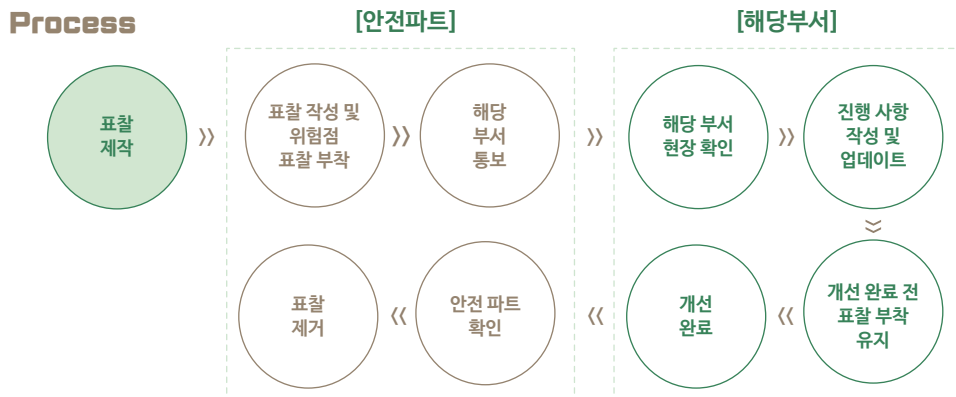 Process
[안전파트]
[해당부서]
표찰
제작
표찰 작성 및
위험점
표찰 부착
해당
부서
통보
해당 부서
현장 확인
진행 사항
작성 및
업데이트
개선 완료 전
표찰 부착
유지
개선
완료
안전 파트
확인
표찰
제거